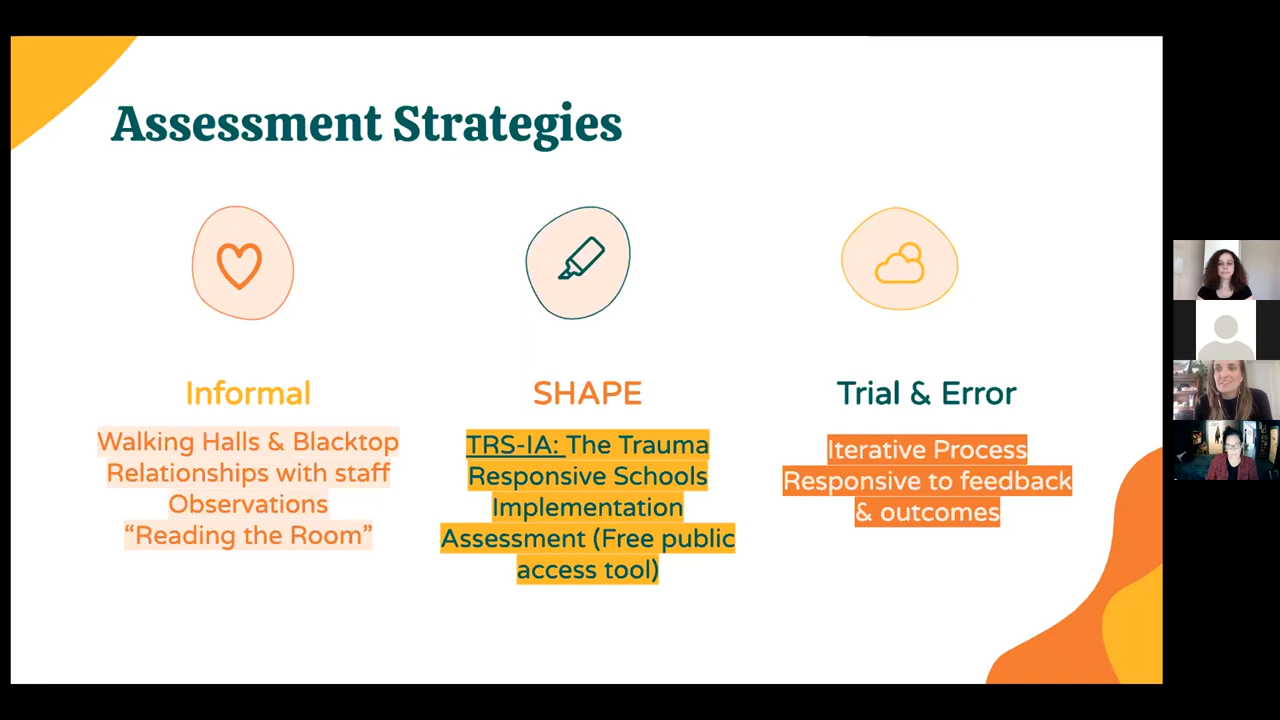 Assessment Strategies
Informal
Walking Halls & Blacktop
Relationships with staff
Observations
“Reading the Room”
SHAPE
TRS-IA: The Trauma
Responsive Schools
Implementation
Assessment (Free public
access tool)
Trial & Error
Iterative Process
Responsive to feedback
& outcomes